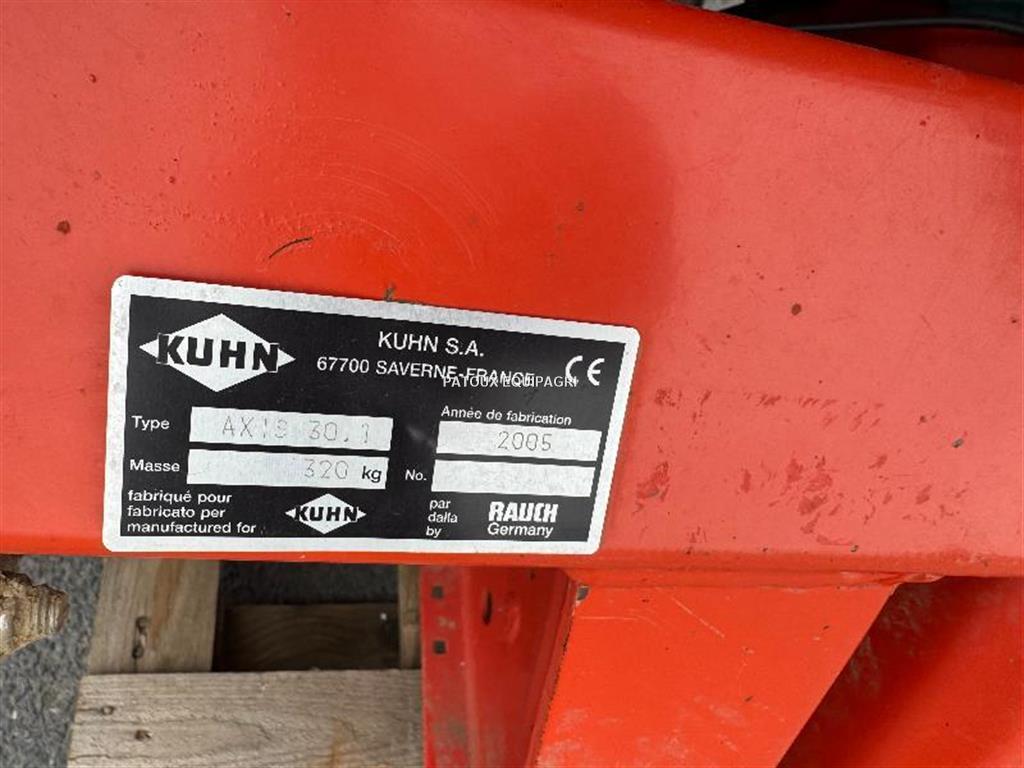 KUHN
KUHN S.A.
67700 SAVERNE-FRANCE
CE
PATOUX EQUIPAGRI
Type AXIS 30.1
Année de fabrication
2005
Masse 320 kg
No.
fabriqué pour
fabricato per
manufactured for
KUHN
par
dalla
by
RAUCH
Germany